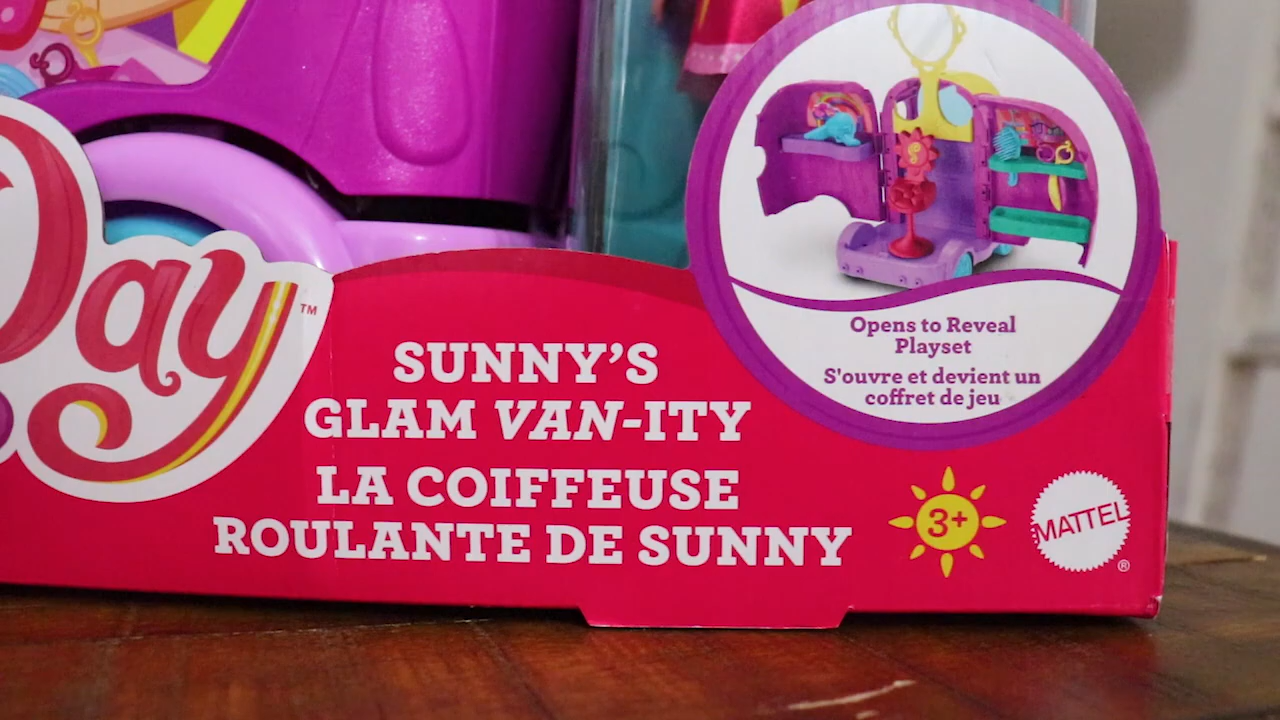 Day™
SUNNY'S
GLAM VAN-ITY
LA COIFFEUSE
ROULANTE DE SUNNY
Opens to Reveal
Playset
S'ouvre et devient un
coffret de jeu
3+
MATTEL
®